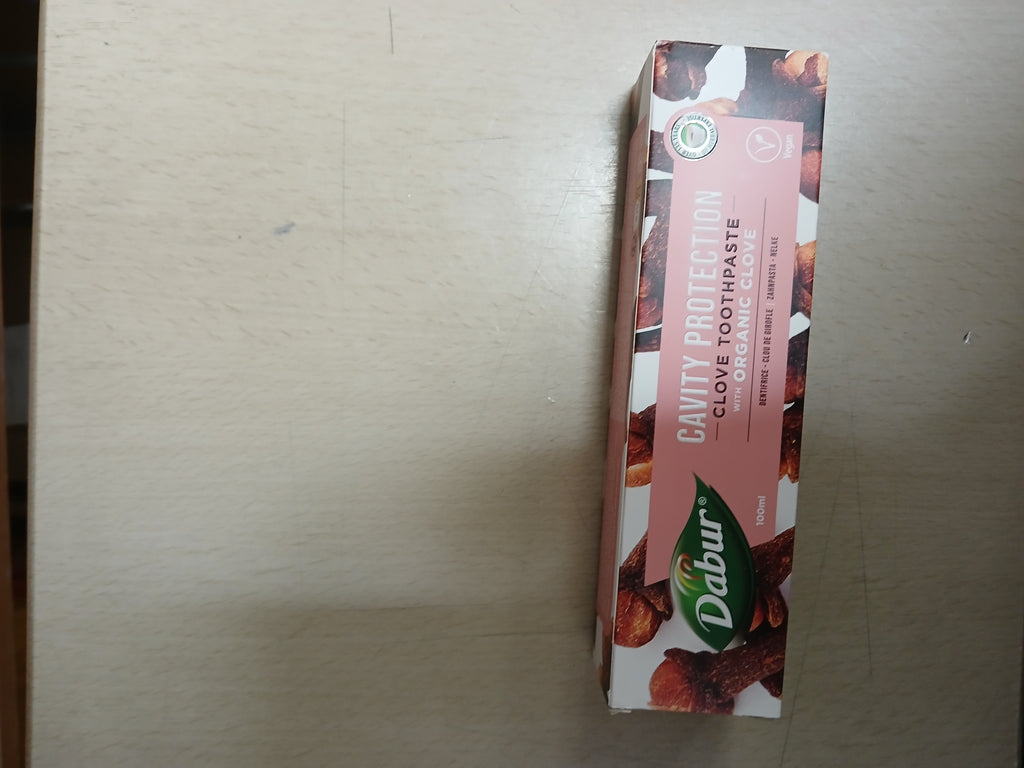 Dabur®
CAVITY PROTECTION
CLOVE TOOTHPASTE
WITH ORGANIC CLOVE
DENTIFRICE - CLOU DE GIROFLE | ZAHNPASTA - NELKE
100ml
Vegan